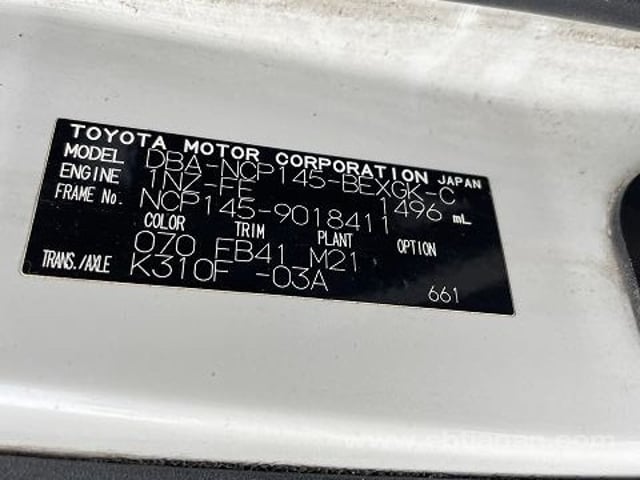 TOYOTA MOTOR CORPORATION JAPAN
MODEL DBA-NCP145-BEXGK-C
ENGINE 1NZ-FE 1496 mL
FRAME No. NCP145-9018411
COLOR TRIM PLANT OPTION
070 FB41 M21
TRANS./AXLE K310F -03A
661